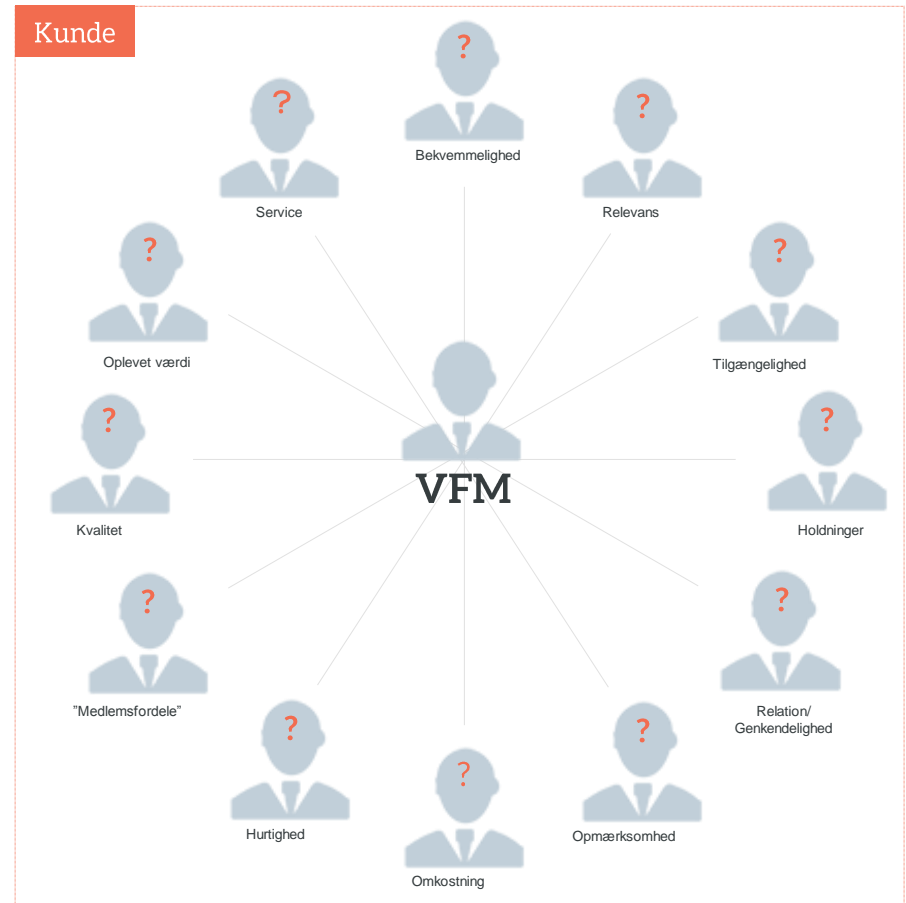 Kunde
?
Bekvemmelighed
?
Service
?
Relevans
?
Oplevet værdi
?
Tilgængelighed
?
Kvalitet
VFM
?
Holdninger
?
"Medlemsfordele"
?
Relation/
Genkendelighed
?
Hurtighed
?
Opmærksomhed
?
Omkostning